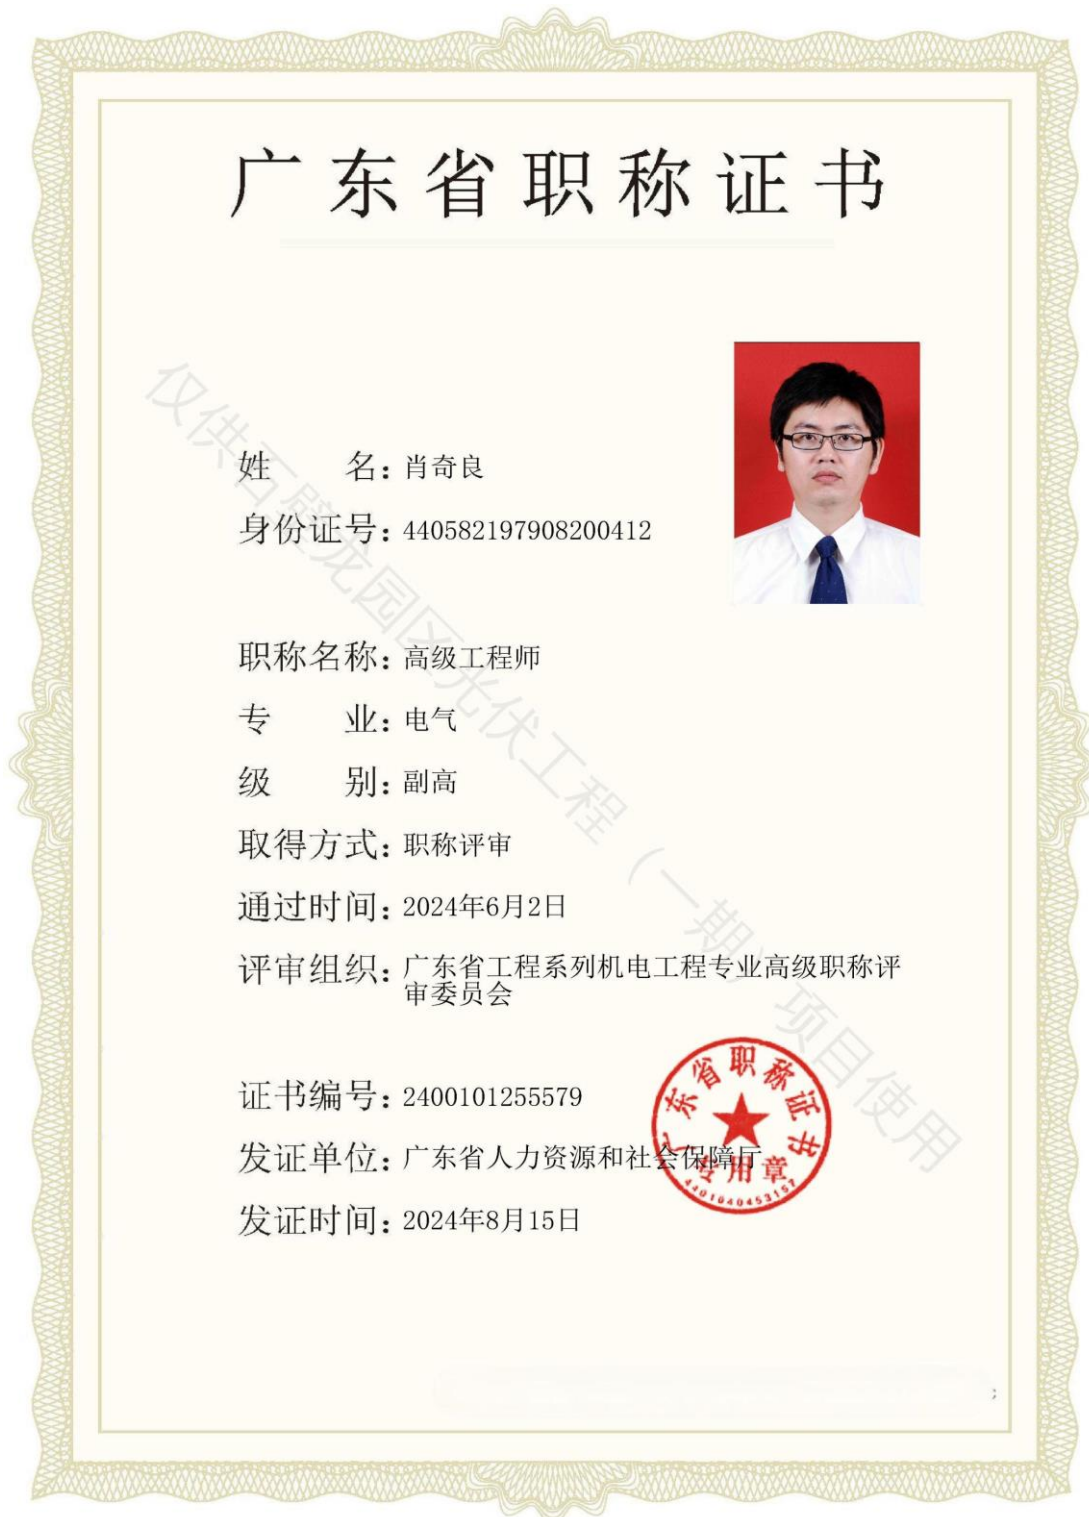 广东省职称证书
姓 名：肖奇良
身份证号：440582197908200412
职称名称：高级工程师
专 业：电气
级 别：副高
取得方式：职称评审
通过时间：2024年6月2日
评审组织：广东省工程系列机电工程专业高级职称评
审委员会
证书编号：2400101255579
发证单位：广东省人力资源和社会保障厅
发证时间：2024年8月15日
广东省职称证书
专用章
4401040453157
仅供石壁龙园区光伏工程（一期）项目使用